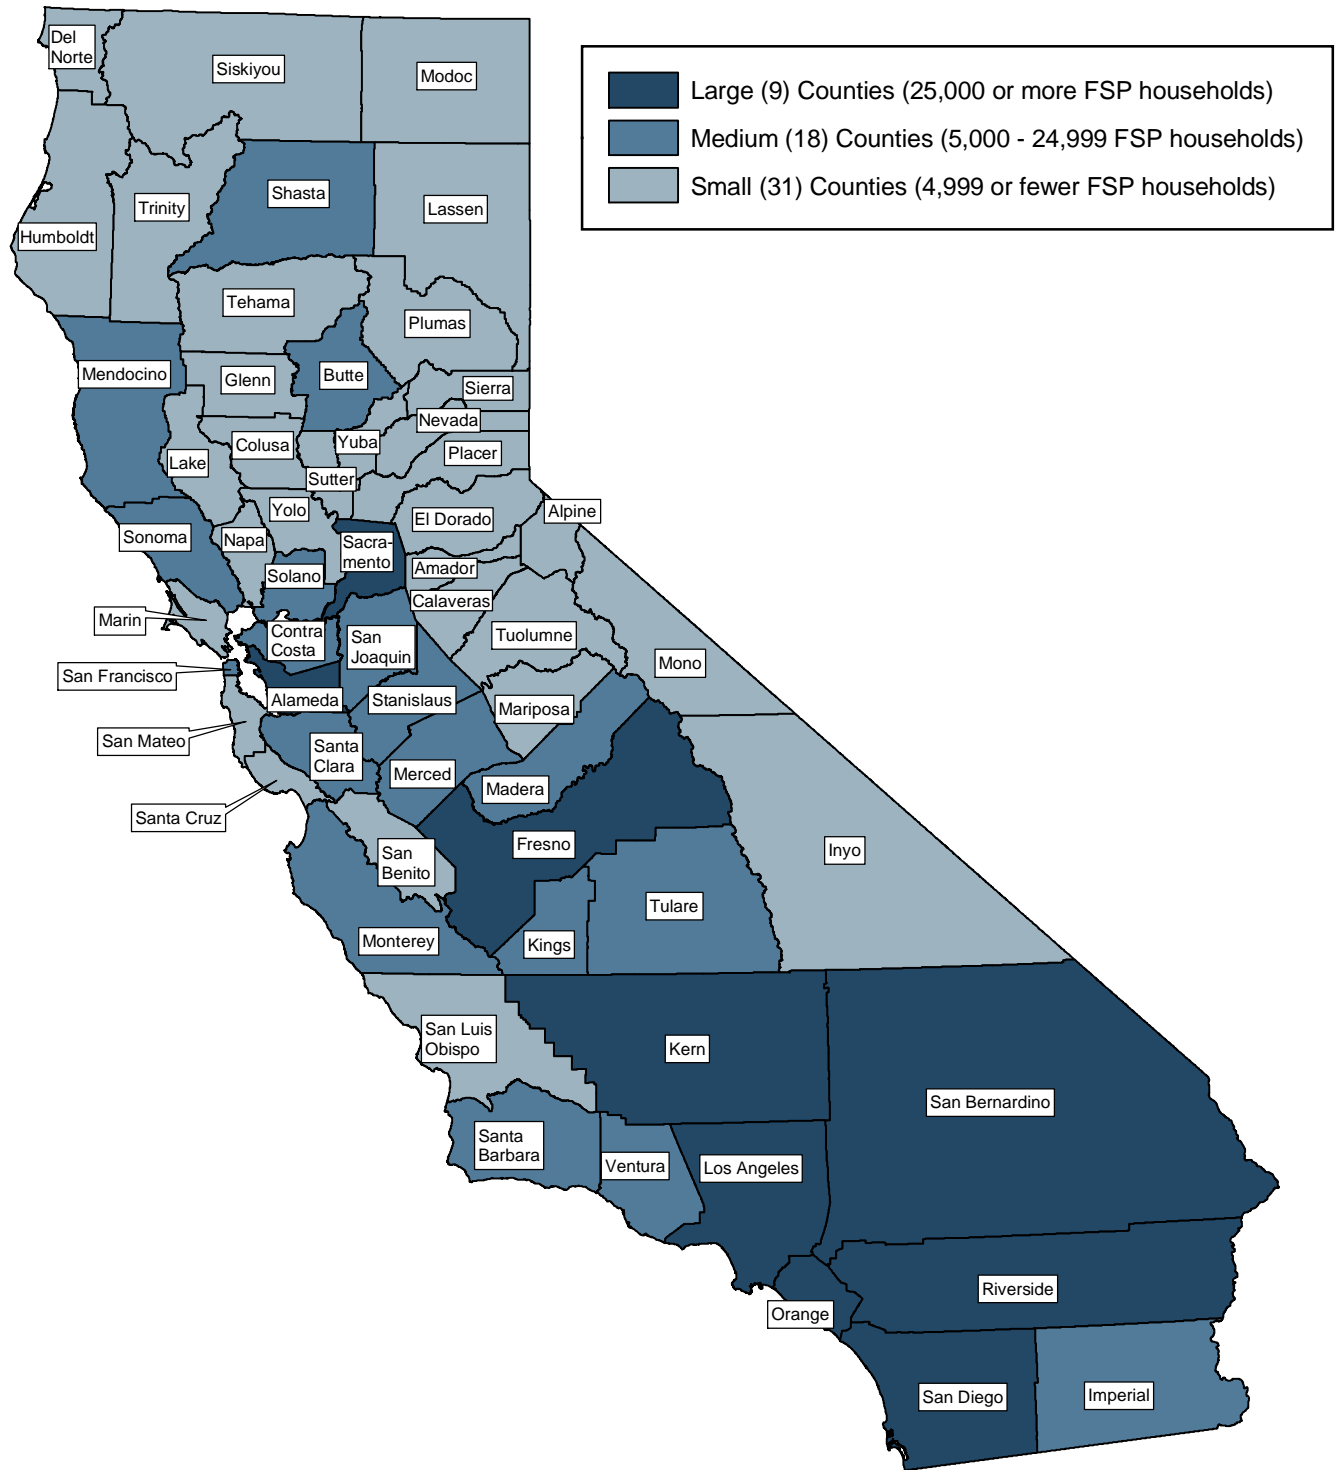 Del
Norte
Siskiyou
Modoc
Large (9) Counties (25,000 or more FSP households)
Medium (18) Counties (5,000 - 24,999 FSP households)
Small (31) Counties (4,999 or fewer FSP households)
Shasta
Trinity
Lassen
Humboldt
Tehama
Plumas
Mendocino
Glenn
Butte
Sierra
Nevada
Colusa
Yuba
Placer
Lake
Sutter
Yolo
El Dorado
Alpine
Sonoma
Napa
Sacra-
mento
Solano
Amador
Calaveras
Marin
Contra
Costa
San
Joaquin
Tuolumne
Mono
San Francisco
Alameda
Stanislaus
Mariposa
San Mateo
Santa
Clara
Merced
Madera
Santa Cruz
Fresno
San
Benito
Inyo
Tulare
Monterey
Kings
San Luis
Obispo
Kern
San Bernardino
Santa
Barbara
Ventura
Los Angeles
Riverside
Orange
San Diego
Imperial